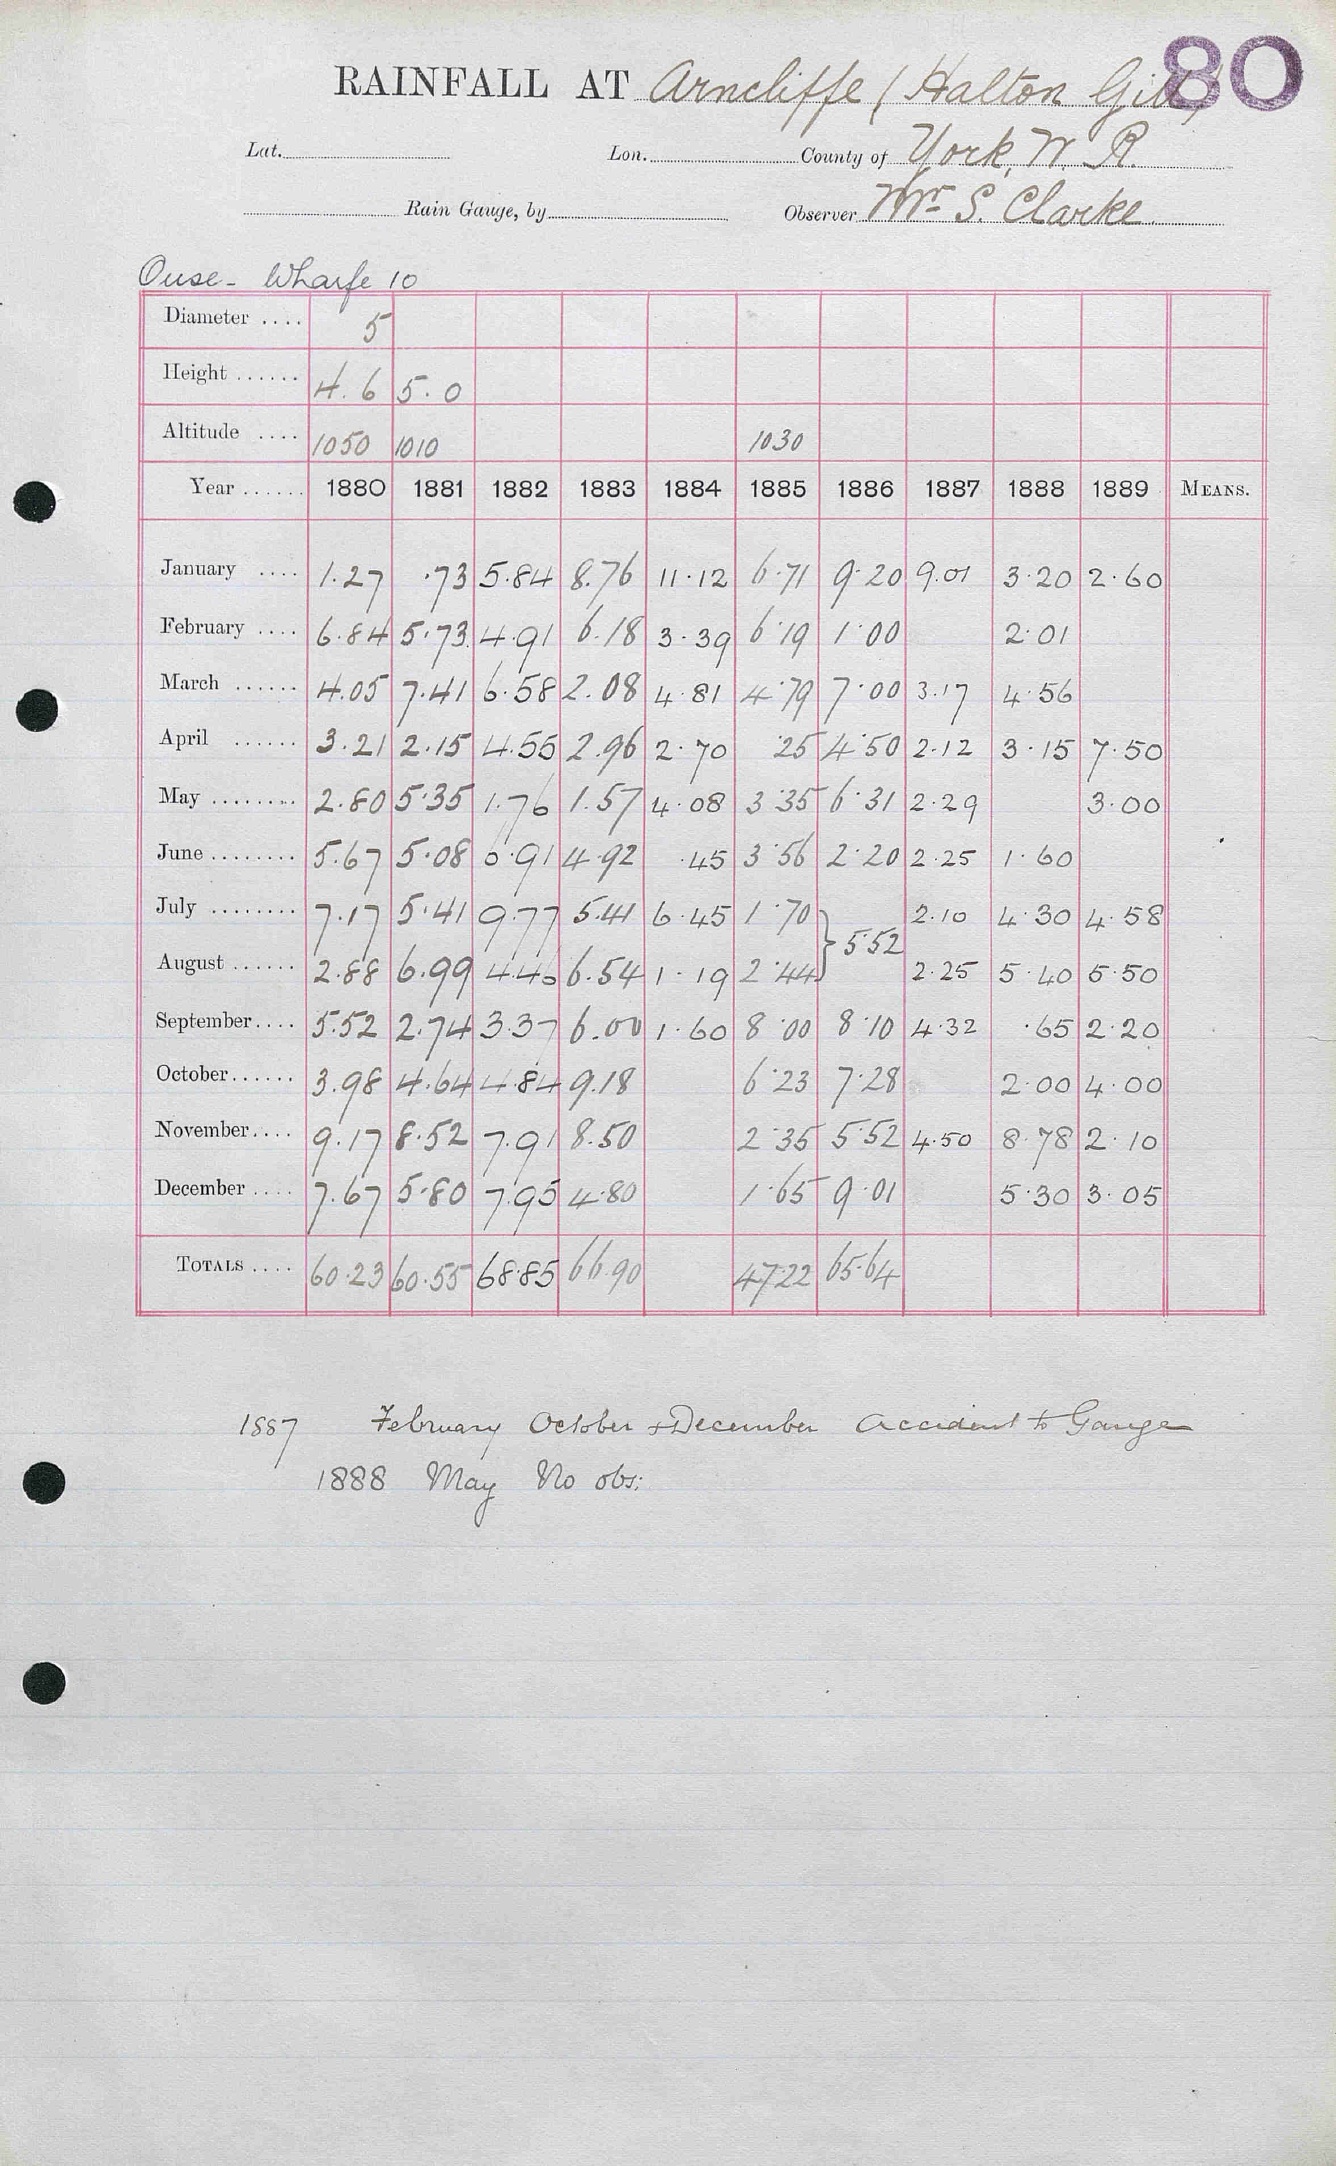 80
RAINFALL AT Arncliffe (Halton Gill)
Lat. Lon. County of York, W. R.
Rain Gauge, by Observer Mr S. Clarke
Ouse - Wharfe 10
Diameter .... 5
Height ...... 4.6 5.0
Altitude .... 1050 1010 1030
Year ...... 1880 1881 1882 1883 1884 1885 1886 1887 1888 1889 MEANS.
January .... 1.27 .73 5.84 8.76 11.12 6.71 9.20 9.01 3.20 2.60
February .... 6.84 5.73 4.91 6.18 3.39 6.19 1.00 2.01
March ...... 4.05 7.41 6.58 2.08 4.81 4.79 7.00 3.17 4.56
April ...... 3.21 2.15 4.55 2.96 2.70 .25 4.50 2.12 3.15 7.50
May ........ 2.80 5.35 1.76 1.57 4.08 3.35 6.31 2.29 3.00
June ........ 5.67 5.08 6.91 4.92 .45 3.56 2.20 2.25 1.60
July ........ 7.17 5.41 9.77 5.41 6.45 1.70 } 5.52 2.10 4.30 4.58
August ...... 2.88 6.99 4.46 6.54 1.19 2.44 2.25 5.40 5.50
September.... 5.52 2.74 3.37 6.00 1.60 8.00 8.10 4.32 .65 2.20
October...... 3.98 4.64 4.84 9.18 6.23 7.28 2.00 4.00
November.... 9.17 8.52 7.91 8.50 2.35 5.52 4.50 8.78 2.10
December .... 7.67 5.80 7.95 4.80 1.65 9.01 5.30 3.05
TOTALS .... 60.23 60.55 68.85 66.90 47.22 65.64
1887 February October & December Accident to Gauge
1888 May No obs: